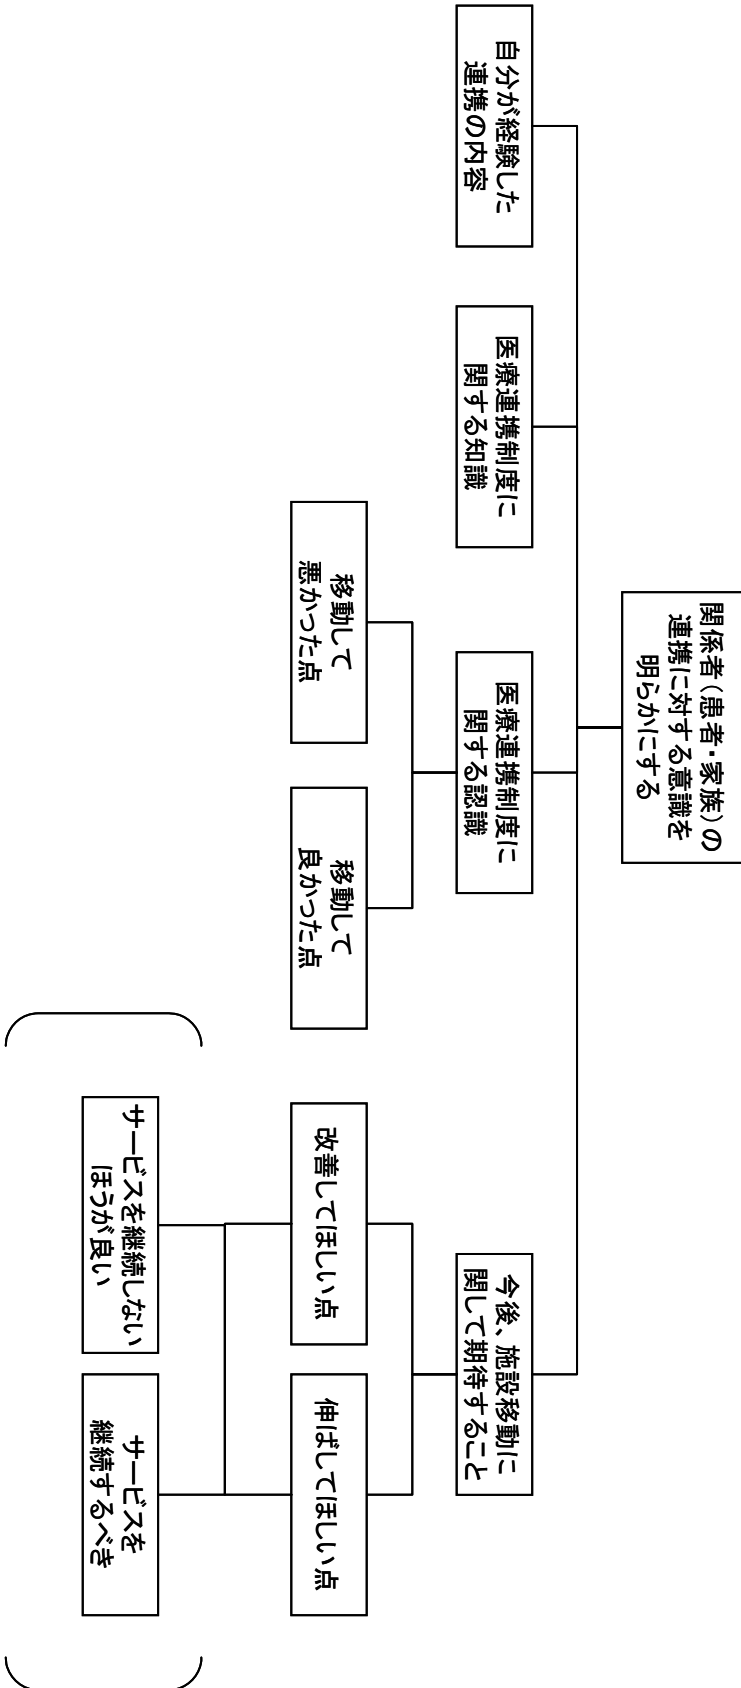 関係者(患者・家族)の
連携に対する意識を
明らかにする
自分が経験した
連携の内容
医療連携制度に
関する知識
医療連携制度に
関する認識
今後、施設移動に
関して期待すること
移動して
悪かった点
移動して
良かった点
改善してほしい点
伸ばしてほしい点
サービスを継続しない
ほうが良い
サービスを
継続するべき